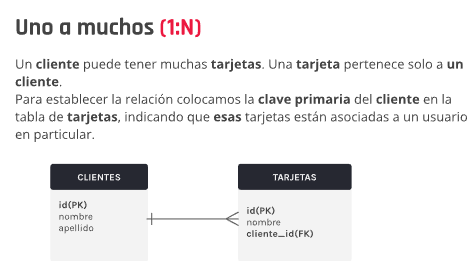 Uno a muchos (1:N)
Un cliente puede tener muchas tarjetas. Una tarjeta pertenece solo a un
cliente.
Para establecer la relación colocamos la clave primaria del cliente en la
tabla de tarjetas, indicando que esas tarjetas están asociadas a un usuario
en particular.
CLIENTES
id(PK)
nombre
apellido
TARJETAS
id(PK)
nombre
cliente_id(FK)